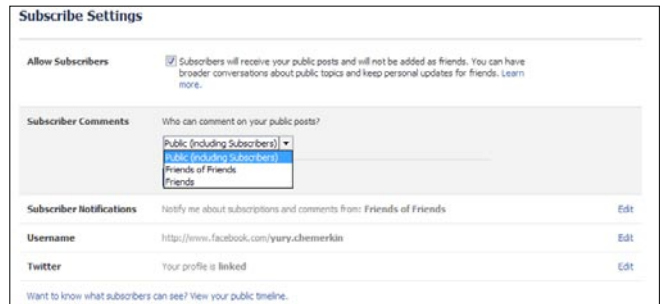 Subscribe Settings
Allow Subscribers
Subscribers will receive your public posts and will not be added as friends. You can have
broader conversations about public topics and keep personal updates for friends. Learn
more.
Subscriber Comments
Who can comment on your public posts?
Public (including Subscribers)
Public (including Subscribers)
Friends of Friends
Friends
Subscriber Notifications Notify me about subscriptions and comments from: Friends of Friends Edit
Username http://www.facebook.com/yury.chemerkin Edit
Twitter Your profile is linked Edit
Want to know what subscribers can see? View your public timeline.